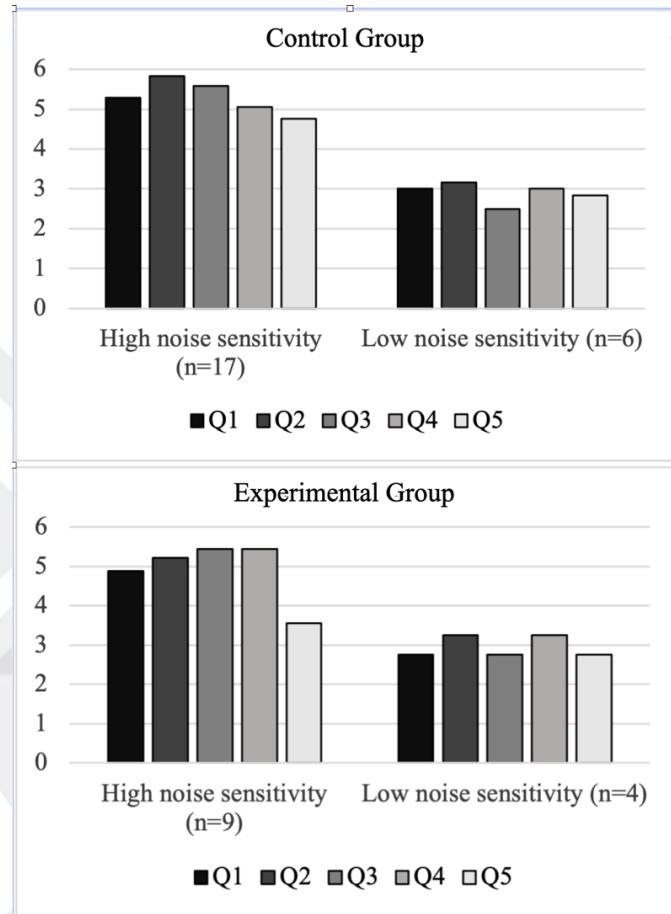 Control Group
6
5
4
3
2
1
0
High noise sensitivity
(n=17)
Low noise sensitivity (n=6)
Q1 Q2 Q3 Q4 Q5
Experimental Group
6
5
4
3
2
1
0
High noise sensitivity
(n=9)
Low noise sensitivity (n=4)
Q1 Q2 Q3 Q4 Q5